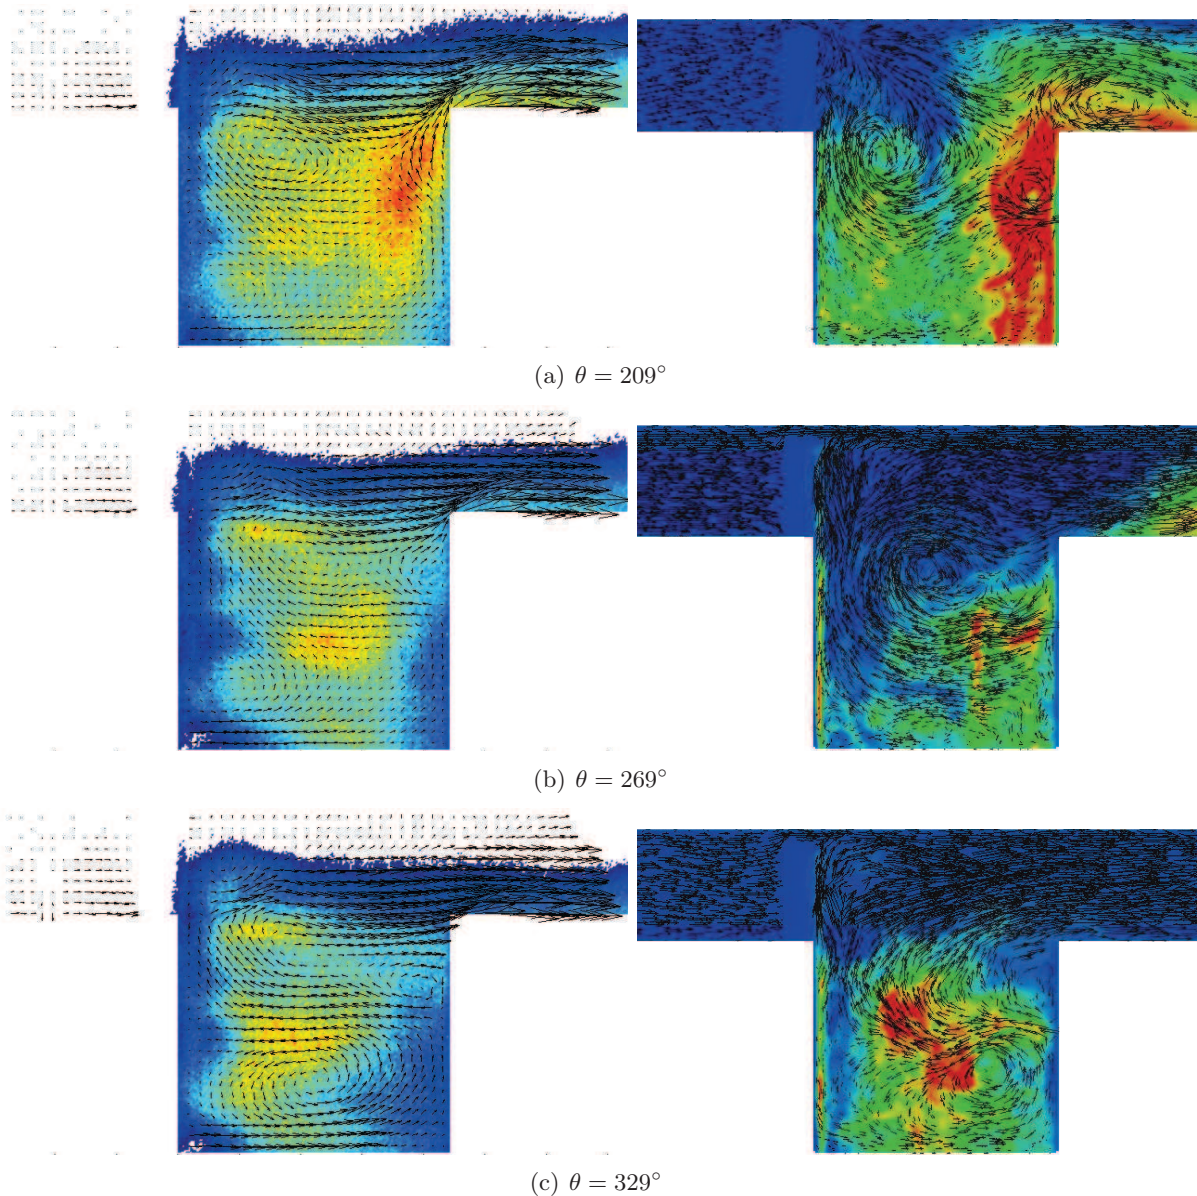 (a) θ = 209°
(b) θ = 269°
(c) θ = 329°